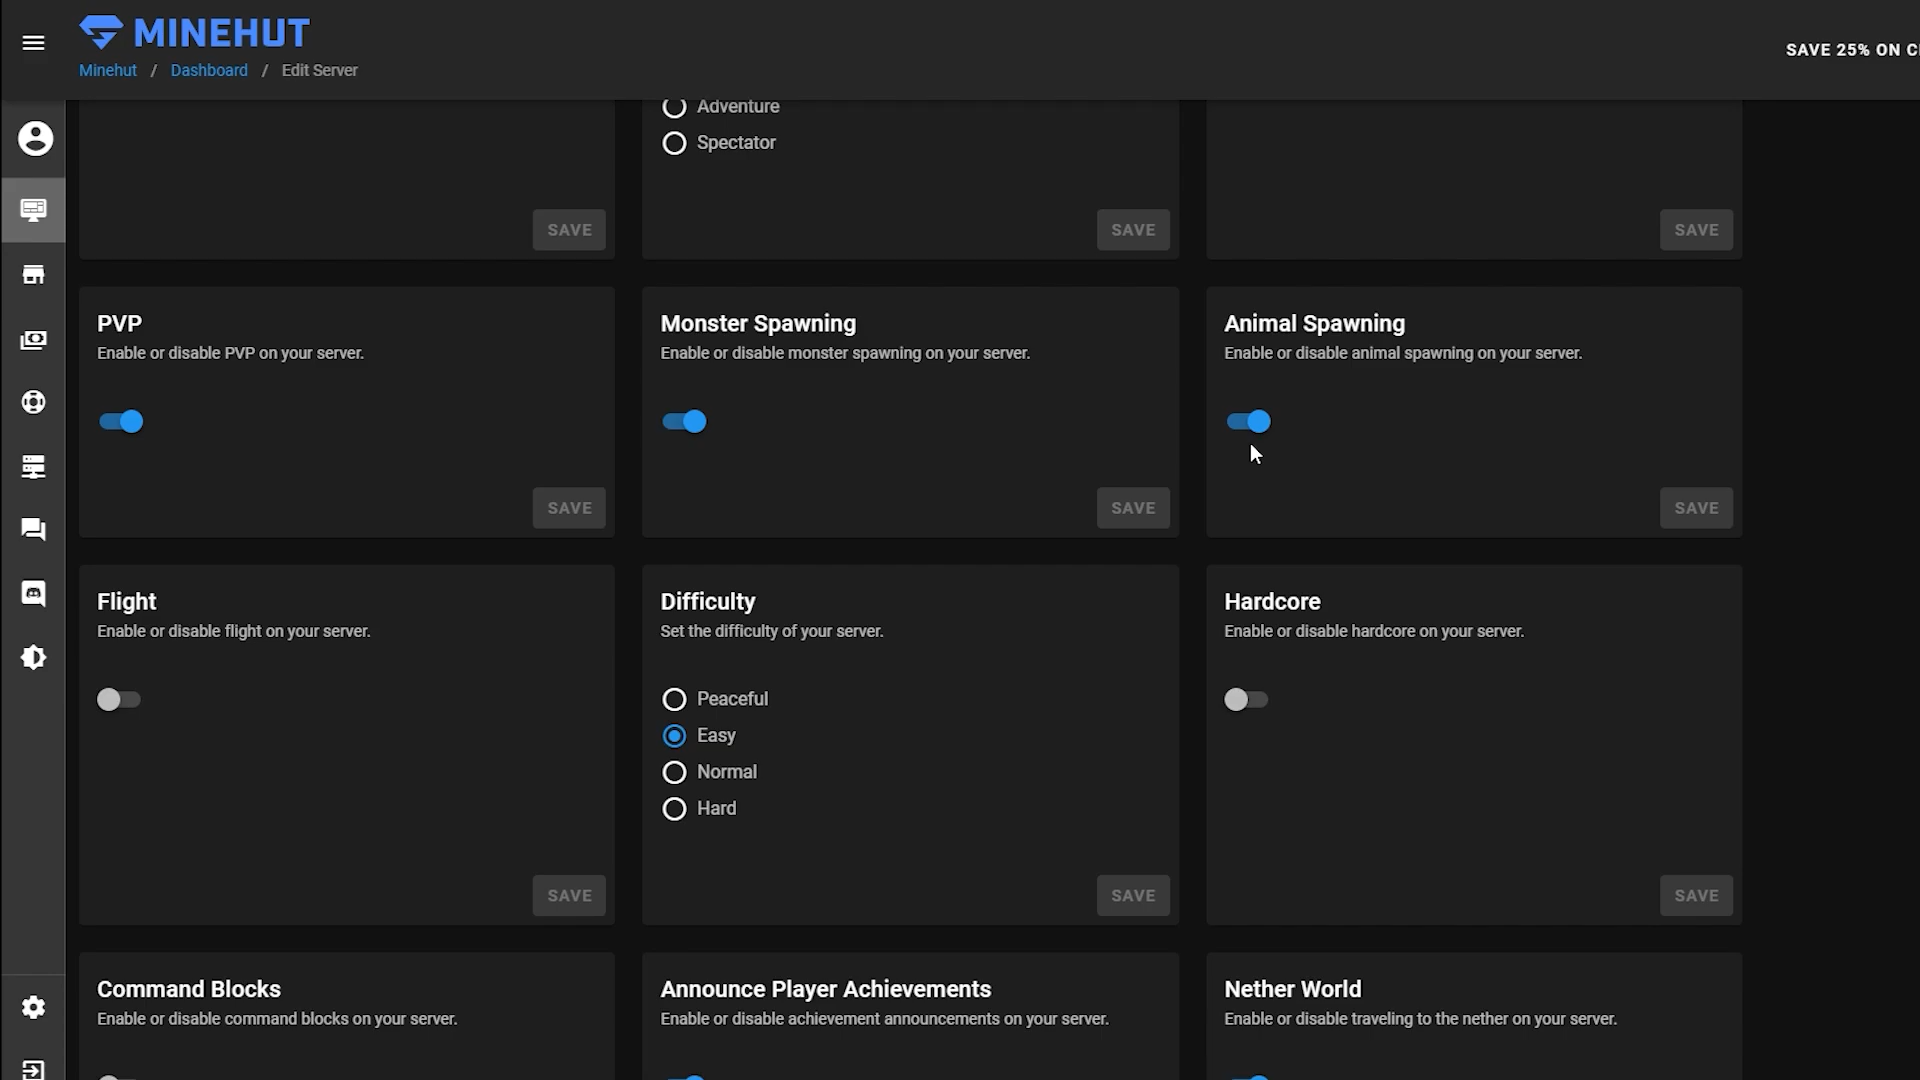 MINEHUT
Minehut / Dashboard / Edit Server
SAVE 25% ON
Adventure
Spectator
SAVE
SAVE
SAVE
PVP
Enable or disable PVP on your server.
SAVE
Monster Spawning
Enable or disable monster spawning on your server.
SAVE
Animal Spawning
Enable or disable animal spawning on your server.
SAVE
Flight
Enable or disable flight on your server.
SAVE
Difficulty
Set the difficulty of your server.
Peaceful
Easy
Normal
Hard
SAVE
Hardcore
Enable or disable hardcore on your server.
SAVE
Command Blocks
Enable or disable command blocks on your server.
Announce Player Achievements
Enable or disable achievement announcements on your server.
Nether World
Enable or disable traveling to the nether on your server.